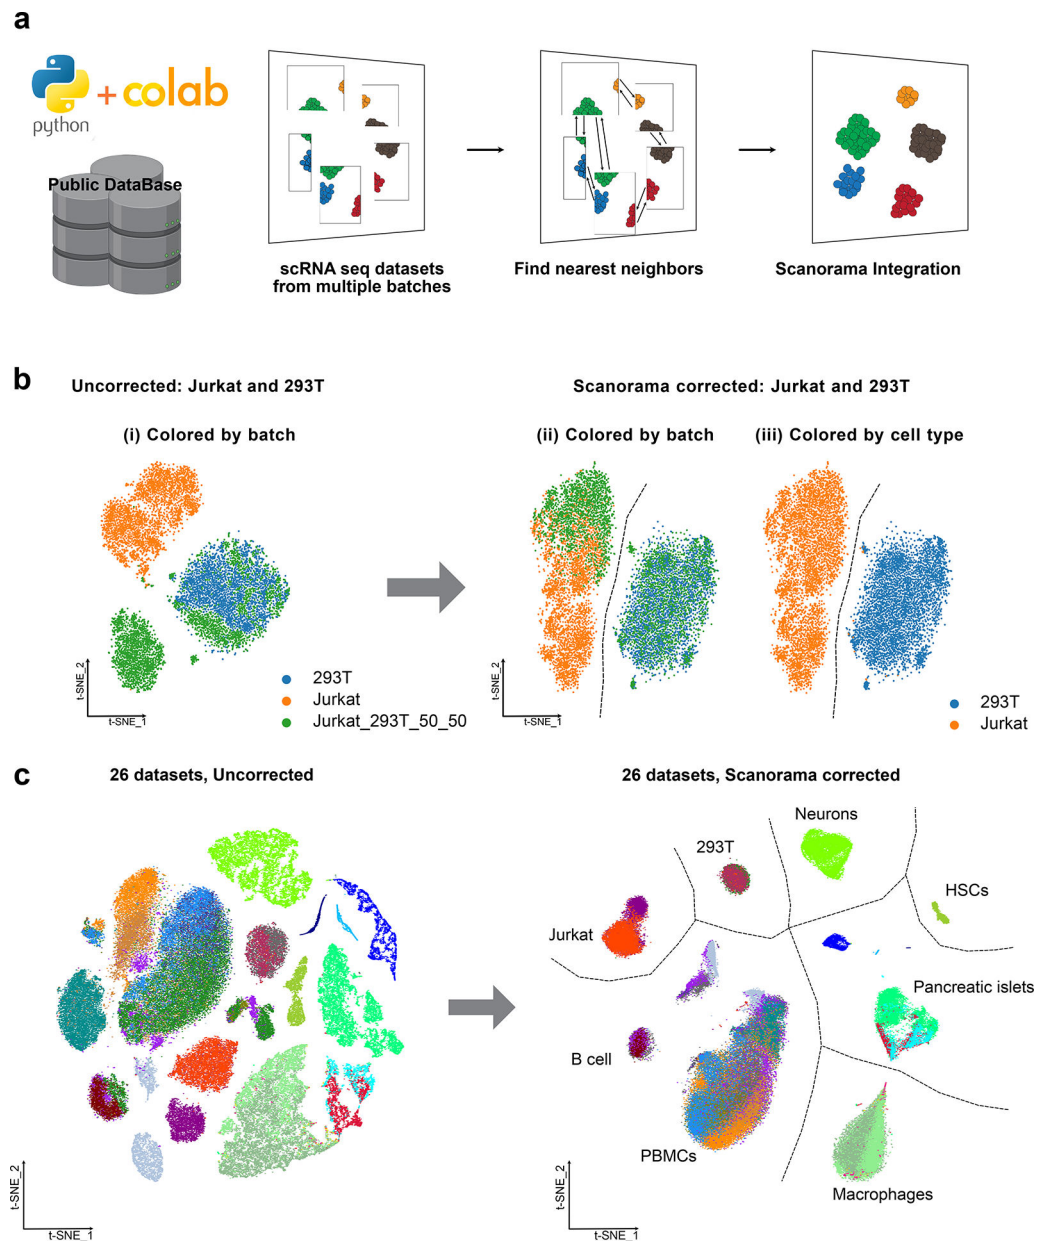 a
python
+ colab
Public DataBase
scRNA seq datasets
from multiple batches
Find nearest neighbors
Scanorama Integration
b
Uncorrected: Jurkat and 293T
Scanorama corrected: Jurkat and 293T
(i) Colored by batch
(ii) Colored by batch
(iii) Colored by cell type
t-SNE_2
t-SNE_1
293T
Jurkat
Jurkat_293T_50_50
t-SNE_2
t-SNE_1
293T
Jurkat
c
26 datasets, Uncorrected
26 datasets, Scanorama corrected
Neurons
293T
HSCs
Jurkat
Pancreatic islets
B cell
PBMCs
Macrophages
t-SNE_2
t-SNE_1
t-SNE_2
t-SNE_1